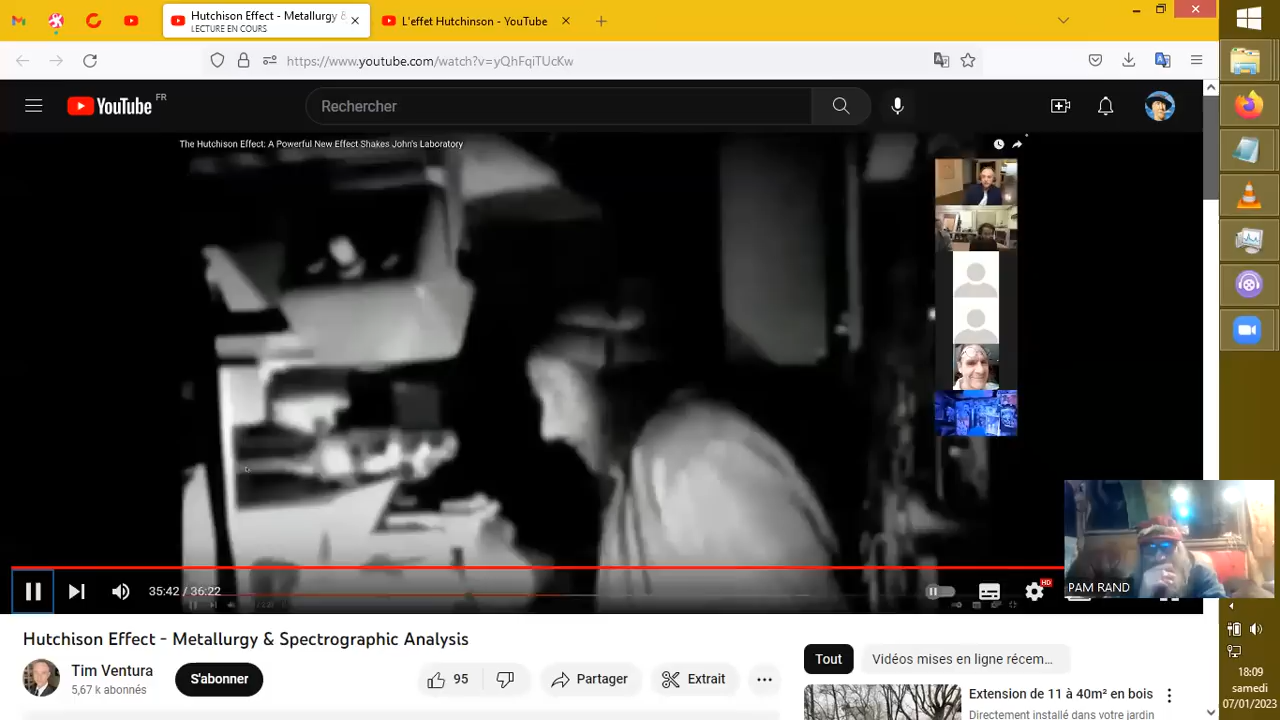 Hutchison Effect - Metallurgy &
LECTURE EN COURS
L'effet Hutchinson - YouTube
https://www.youtube.com/watch?v=yQhFqiTUcKw
YouTube FR
Rechercher
The Hutchison Effect: A Powerful New Effect Shakes John's Laboratory
PAM RAND
35:42 / 36:22
HD
Hutchison Effect - Metallurgy & Spectrographic Analysis
Tim Ventura
5,67 k abonnés
S'abonner
95
Partager
Extrait
Tout
Vidéos mises en ligne récem...
Extension de 11 à 40m² en bois
Directement installé dans votre jardin
18:09
samedi
07/01/2023